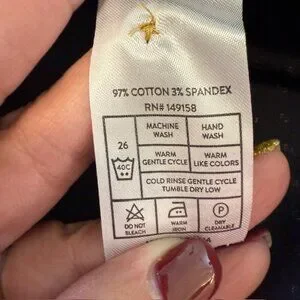 97% COTTON 3% SPANDEX
RN# 149158
26
40C
MACHINE WASH
HAND WASH
WARM GENTLE CYCLE
WARM LIKE COLORS
COLD RINSE GENTLE CYCLE
TUMBLE DRY LOW
DO NOT BLEACH
WARM IRON
P
DRY CLEANABLE